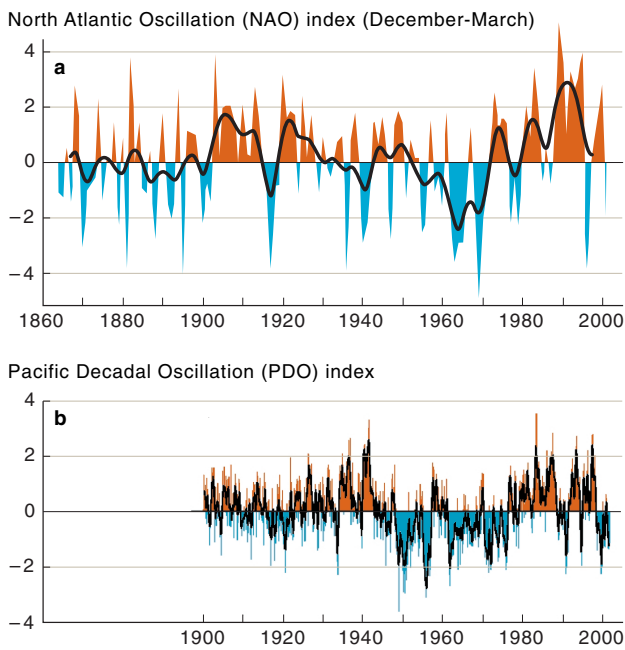 North Atlantic Oscillation (NAO) index (December-March)
a
4
2
0
−2
−4
1860 1880 1900 1920 1940 1960 1980 2000
Pacific Decadal Oscillation (PDO) index
b
4
2
0
−2
−4
1900 1920 1940 1960 1980 2000